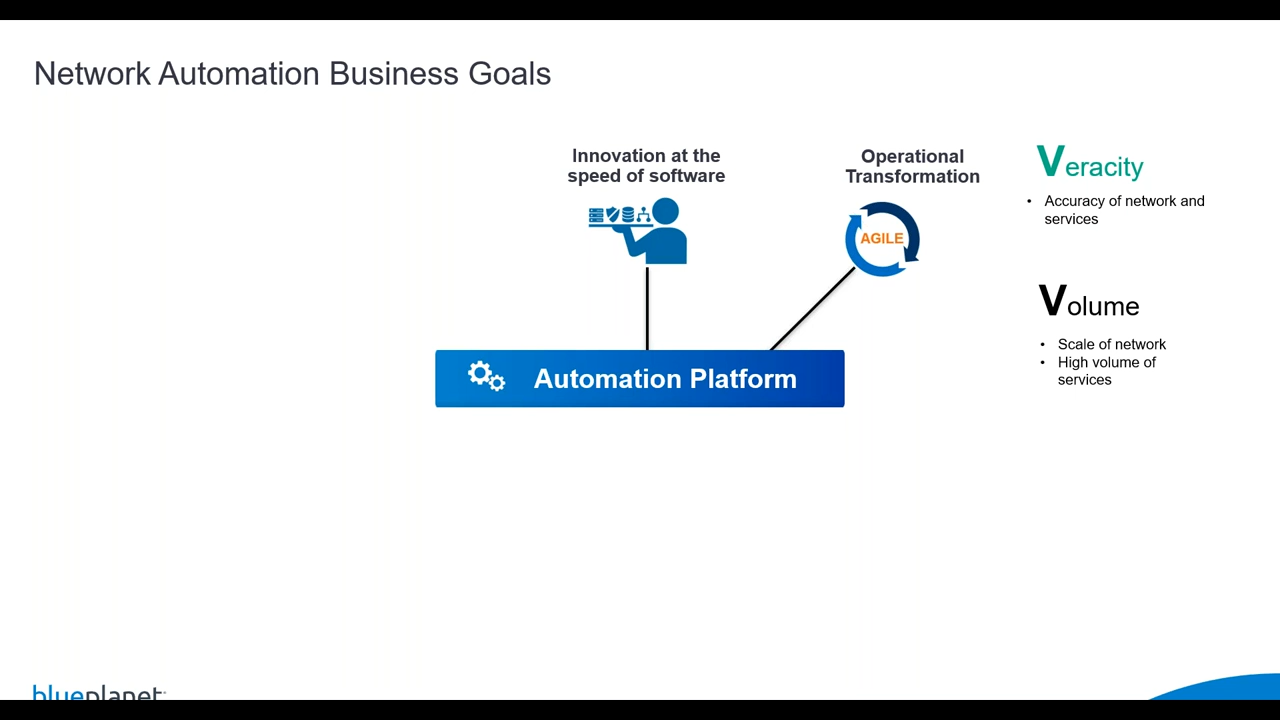 Network Automation Business Goals
Innovation at the
speed of software
Operational
Transformation
AGILE
Automation Platform
Veracity
• Accuracy of network and
services
Volume
• Scale of network
• High volume of
services
blueplanet